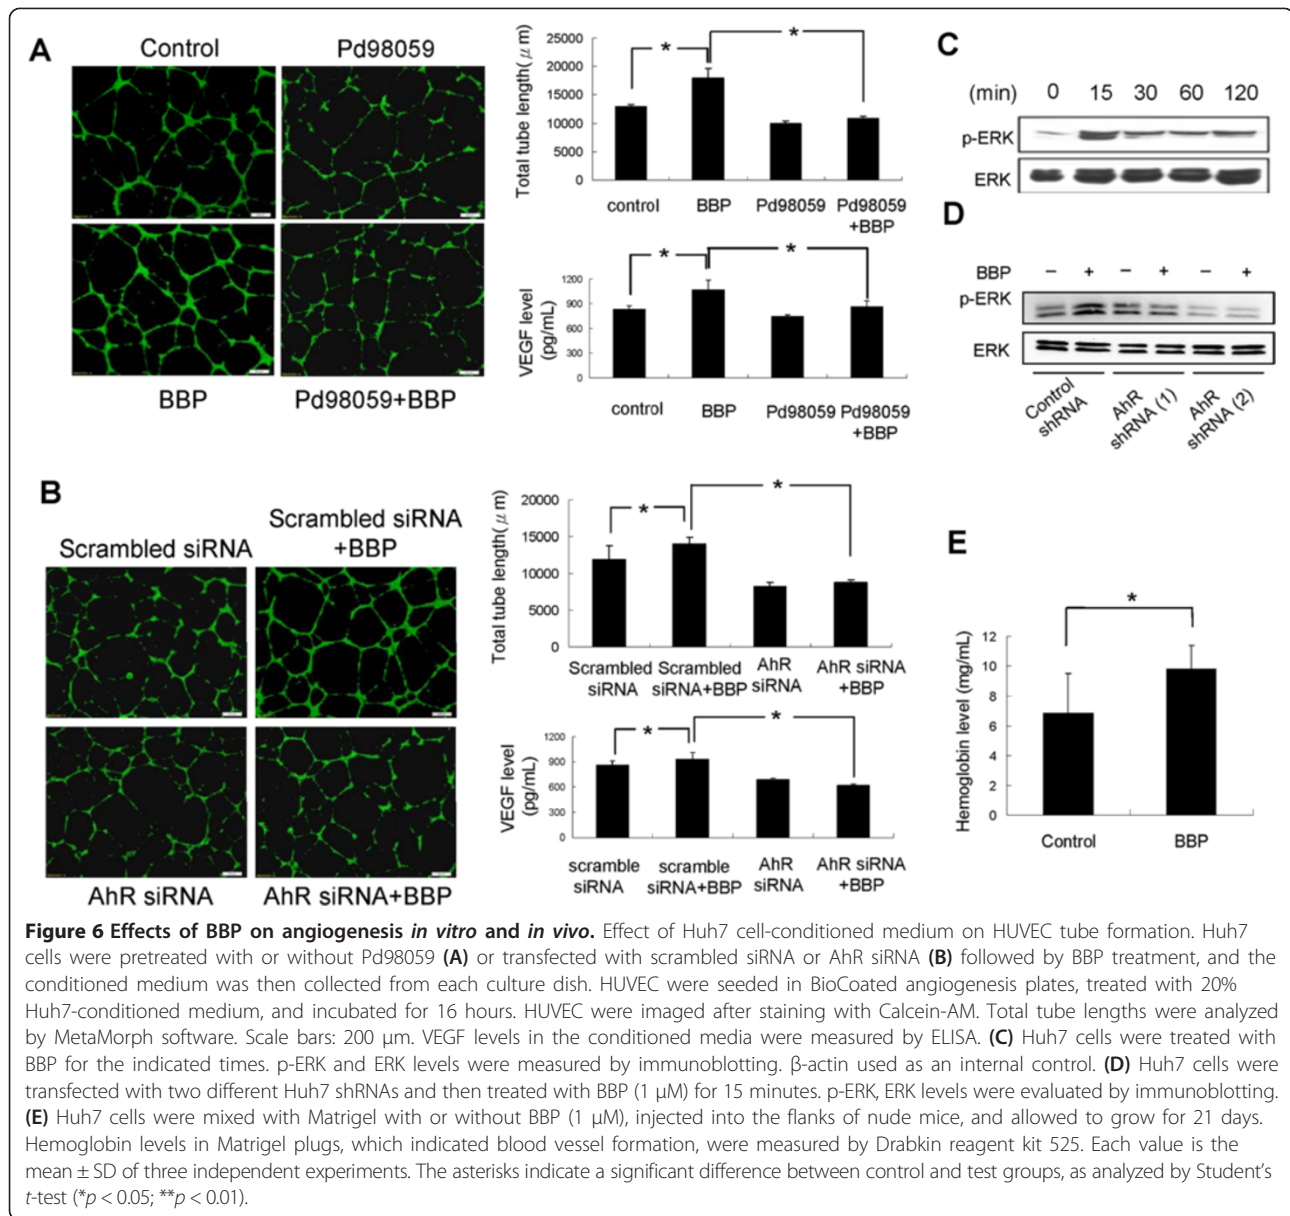 A
Control
Pd98059
BBP
Pd98059+BBP
Total tube length(μm)
25000
20000
15000
10000
5000
0
*
*
control
BBP
Pd98059
Pd98059
+BBP
VEGF level
(pg/mL)
1200
900
600
300
0
*
*
control
BBP
Pd98059
Pd98059
+BBP
C
(min) 0 15 30 60 120
p-ERK
ERK
D
BBP − + − + − +
p-ERK
ERK
Control
shRNA
AhR
shRNA (1)
AhR
shRNA (2)
B
Scrambled siRNA
Scrambled siRNA
+BBP
AhR siRNA
AhR siRNA+BBP
Total tube length(μm)
20000
15000
10000
5000
0
*
*
Scrambled
siRNA
Scrambled
siRNA+BBP
AhR
siRNA
AhR siRNA
+BBP
VEGF level
(pg/mL)
1200
900
600
300
0
*
*
scramble
siRNA
scramble
siRNA+BBP
AhR
siRNA
AhR siRNA
+BBP
E
Hemoglobin level (mg/mL)
12
10
8
6
4
2
0
*
Control
BBP
Figure 6 Effects of BBP on angiogenesis in vitro and in vivo. Effect of Huh7 cell-conditioned medium on HUVEC tube formation. Huh7
cells were pretreated with or without Pd98059 (A) or transfected with scrambled siRNA or AhR siRNA (B) followed by BBP treatment, and the
conditioned medium was then collected from each culture dish. HUVEC were seeded in BioCoated angiogenesis plates, treated with 20%
Huh7-conditioned medium, and incubated for 16 hours. HUVEC were imaged after staining with Calcein-AM. Total tube lengths were analyzed
by MetaMorph software. Scale bars: 200 μm. VEGF levels in the conditioned media were measured by ELISA. (C) Huh7 cells were treated with
BBP for the indicated times. p-ERK and ERK levels were measured by immunoblotting. β-actin used as an internal control. (D) Huh7 cells were
transfected with two different Huh7 shRNAs and then treated with BBP (1 μM) for 15 minutes. p-ERK, ERK levels were evaluated by immunoblotting.
(E) Huh7 cells were mixed with Matrigel with or without BBP (1 μM), injected into the flanks of nude mice, and allowed to grow for 21 days.
Hemoglobin levels in Matrigel plugs, which indicated blood vessel formation, were measured by Drabkin reagent kit 525. Each value is the
mean ± SD of three independent experiments. The asterisks indicate a significant difference between control and test groups, as analyzed by Student's
t-test (*p < 0.05; **p < 0.01).